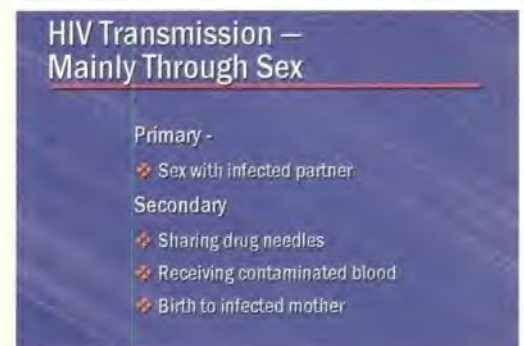 HIV Transmission –
Mainly Through Sex
Primary -
❖ Sex with infected partner
Secondary
❖ Sharing drug needles
❖ Receiving contaminated blood
❖ Birth to infected mother